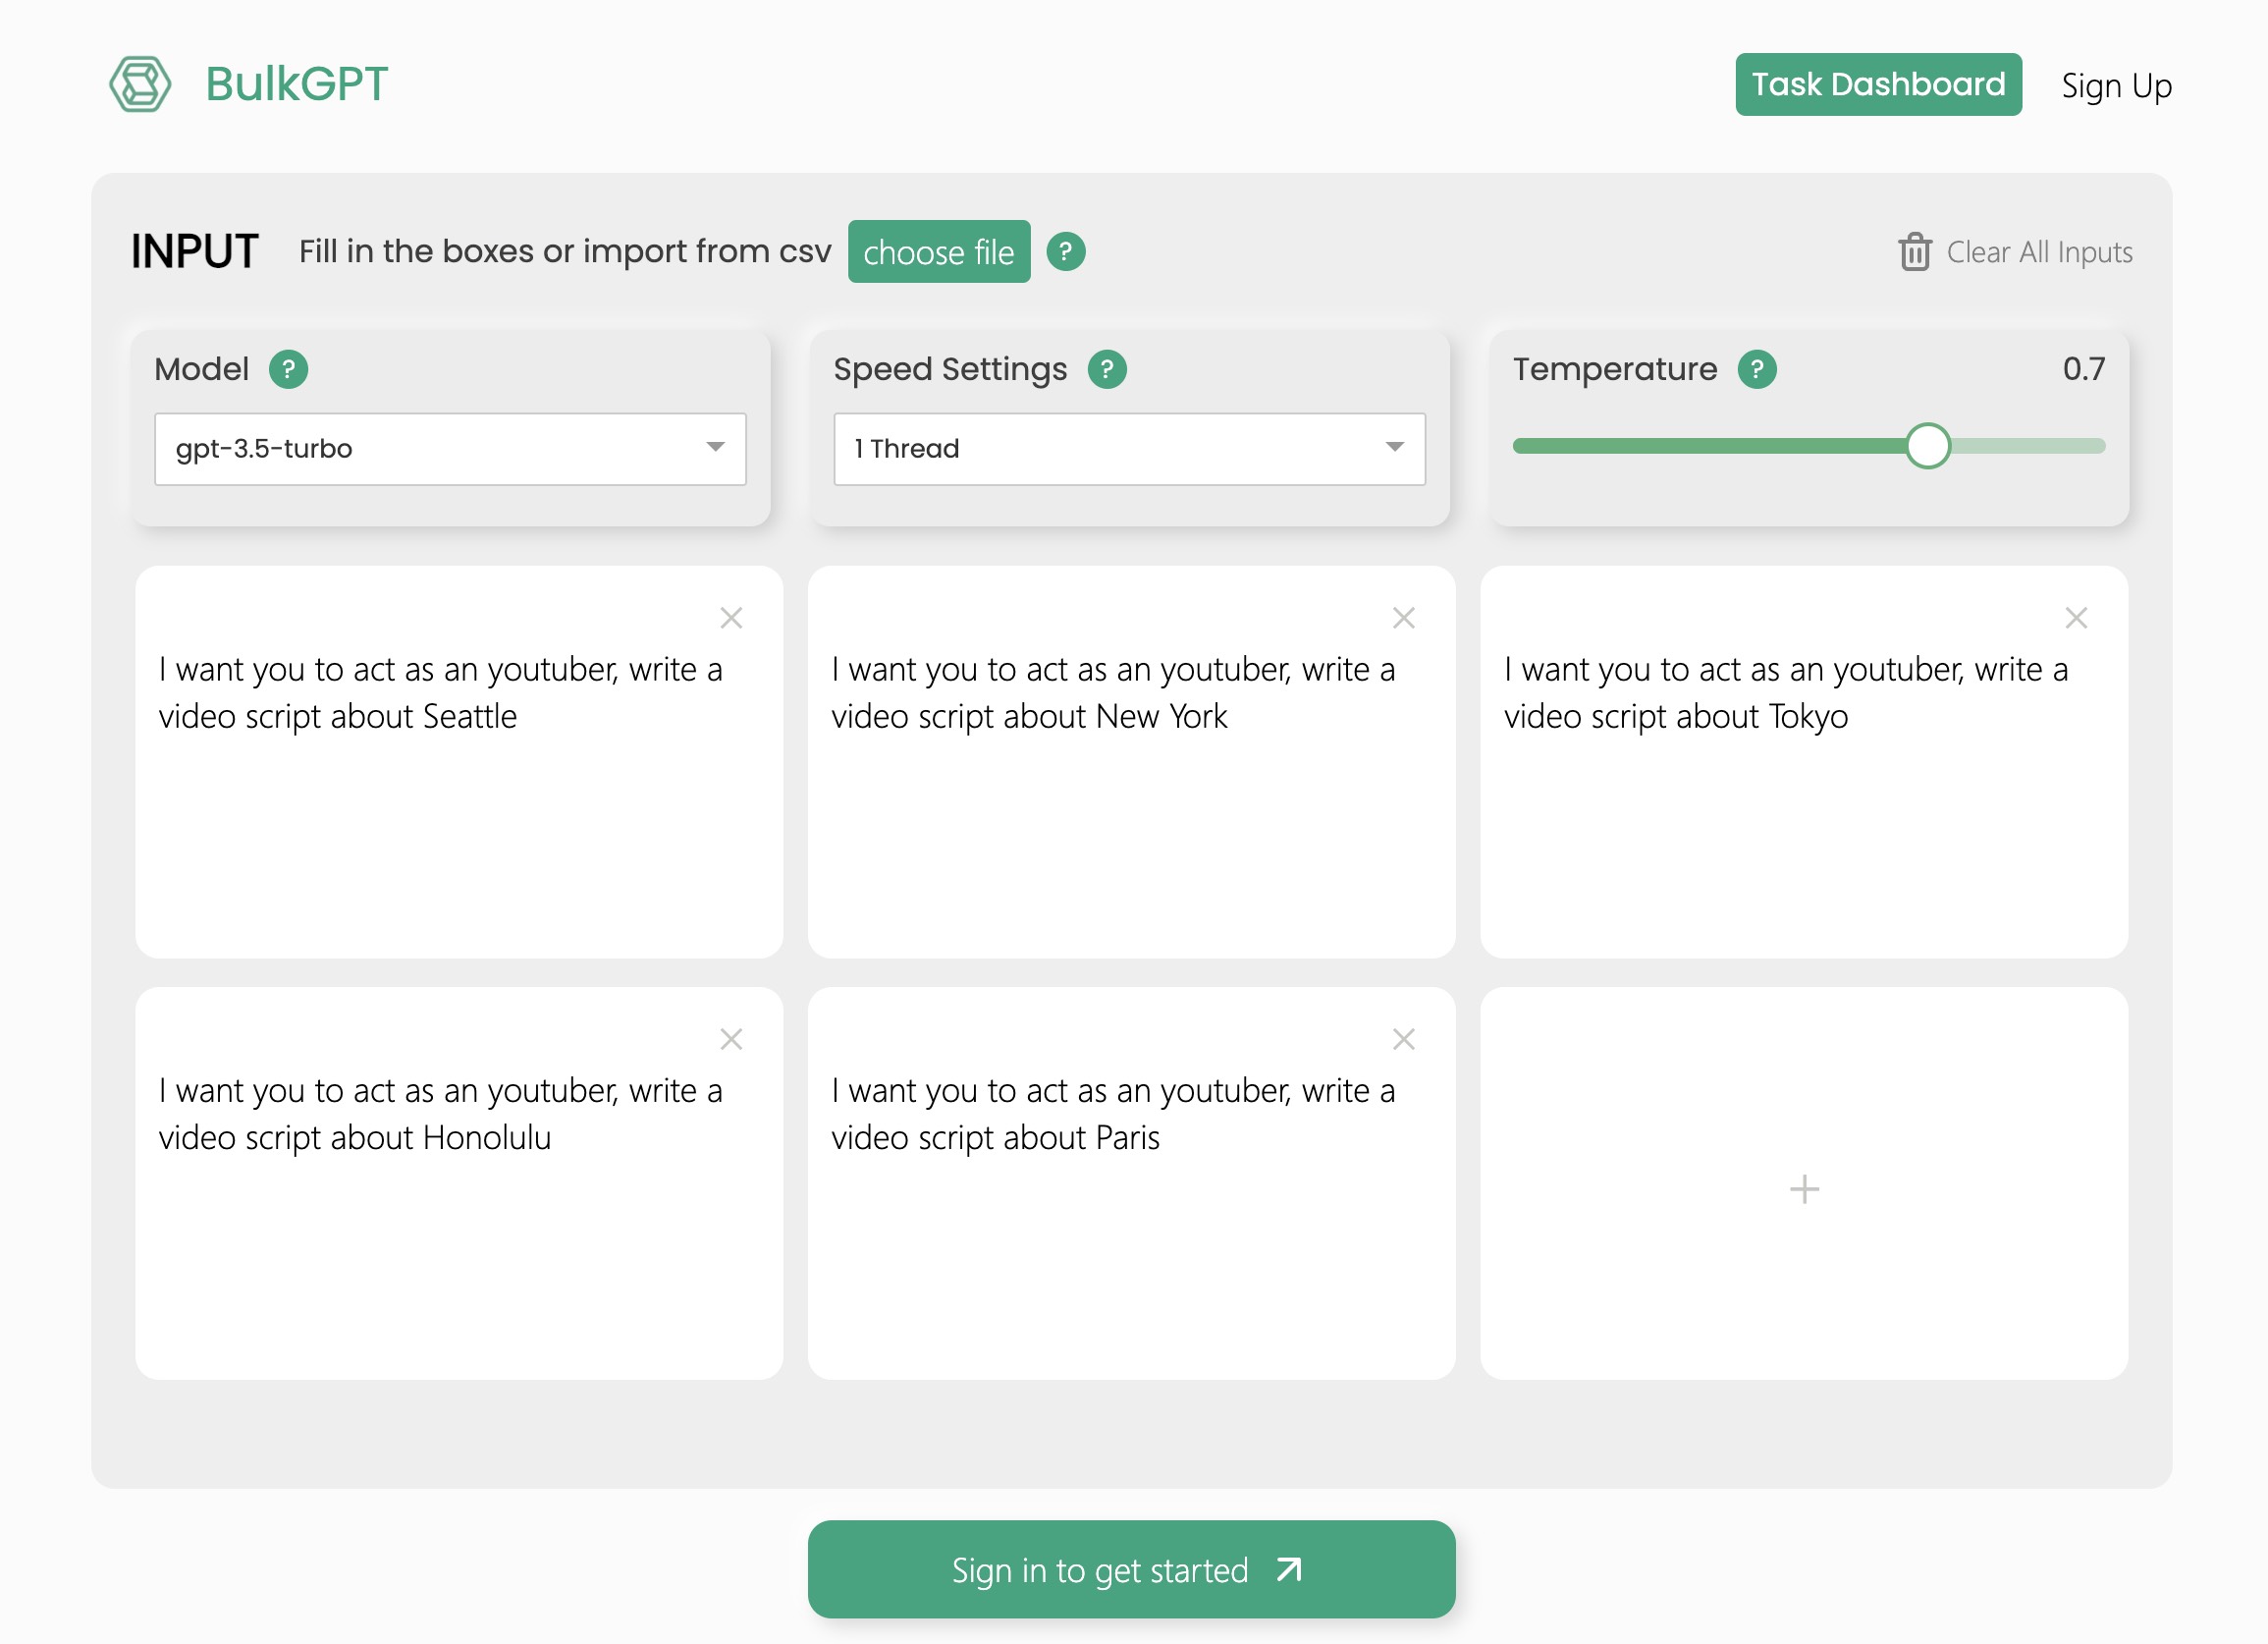 BulkGPT
Task Dashboard
Sign Up
INPUT
Fill in the boxes or import from csv
choose file
?
Clear All Inputs
Model ?
gpt-3.5-turbo
Speed Settings ?
1 Thread
Temperature ?
0.7
I want you to act as an youtuber, write a
video script about Seattle
I want you to act as an youtuber, write a
video script about New York
I want you to act as an youtuber, write a
video script about Tokyo
I want you to act as an youtuber, write a
video script about Honolulu
I want you to act as an youtuber, write a
video script about Paris
Sign in to get started